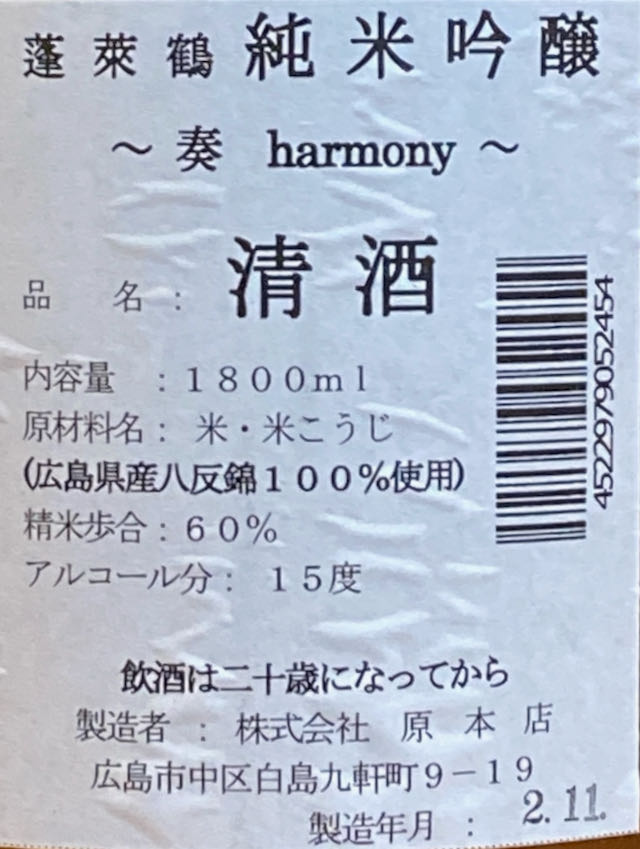 蓬萊鶴 純米吟醸
～ 奏 harmony ～
品名： 清酒
内容量 ：１８００ｍｌ
原材料名： 米・米こうじ
(広島県産八反錦１００％使用)
精米歩合：６０％
アルコール分： １５度
4522979052454
飲酒は二十歳になってから
製造者 ： 株式会社 原 本 店
広島市中区白島九軒町９－１９
製造年月 ： 2.11.